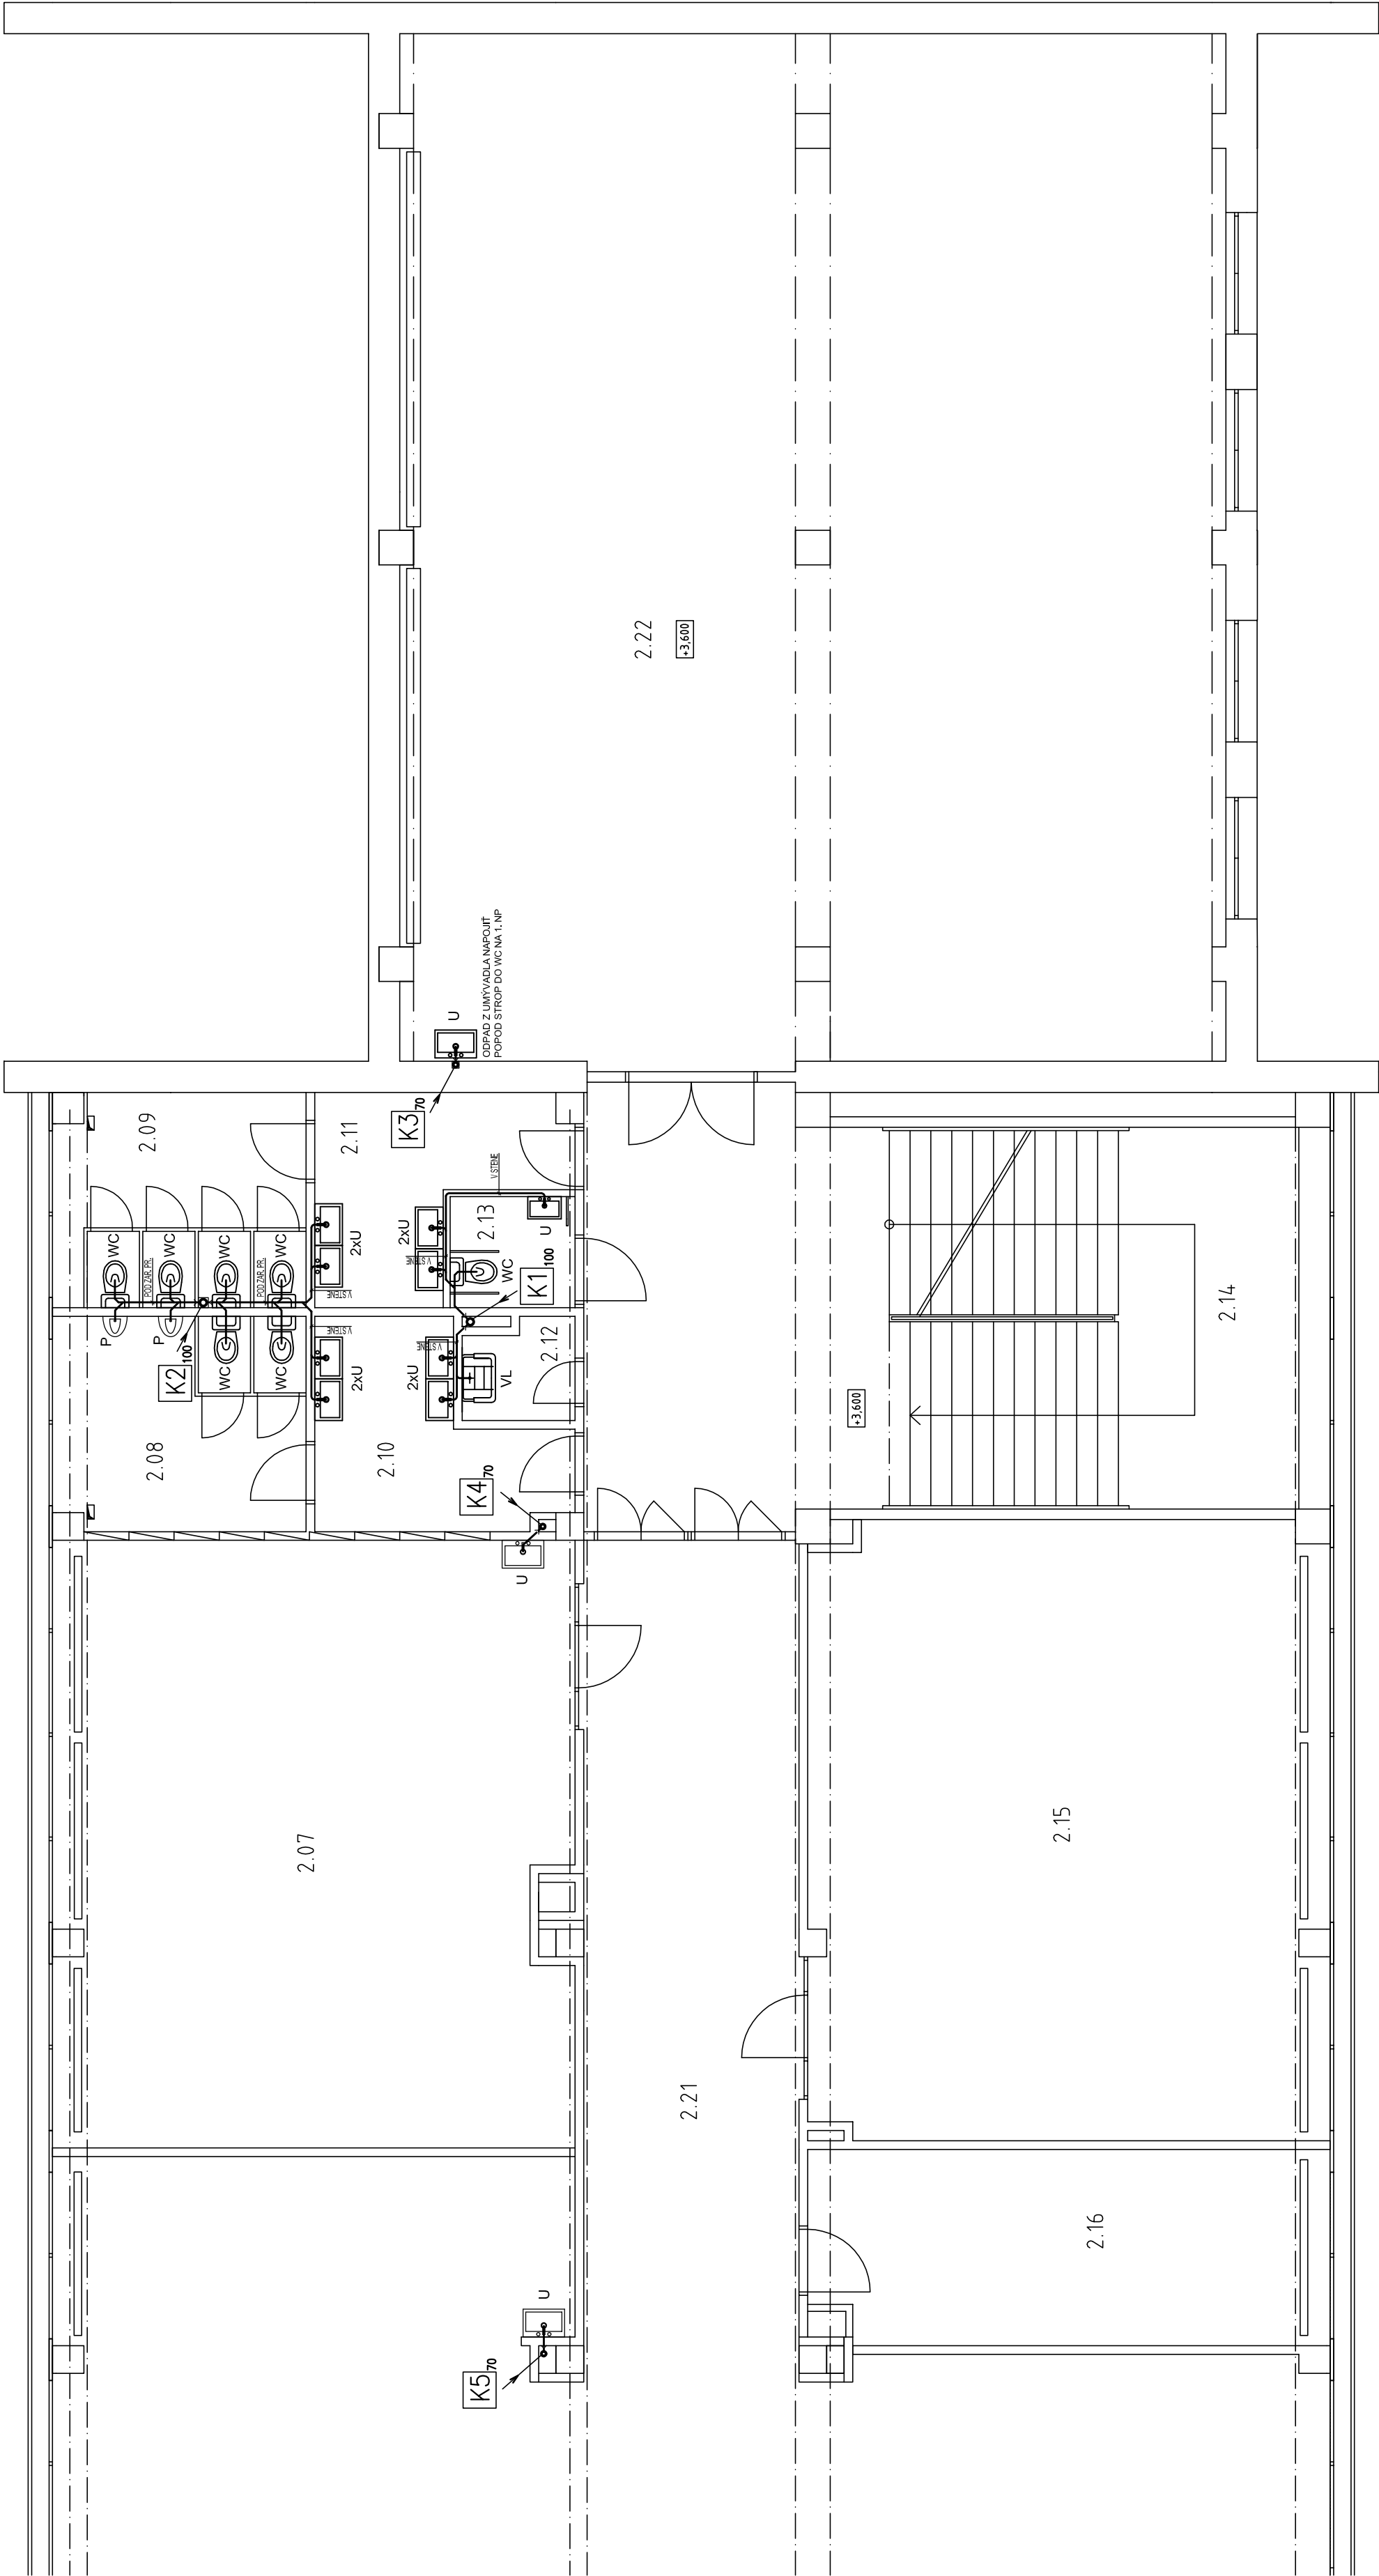 2.22
+3,600
U
ODPAD Z UMÝVADLA NAPOJIŤ
POPOD STROP DO WC NA 1. NP
K3 70
2.09
2.11
V STENE
2.13
U
WC
WC
WC
WC
POD ZAR. PR.
POD ZAR. PR.
2xU
2xU
V STENE
V STENE
WC
K1 100
P
P
K2 100
WC
WC
V STENE
2xU
V STENE
2xU
VL
2.12
2.08
2.10
K4 70
U
2.14
+3,600
2.07
2.15
2.21
2.16
U
K5 70